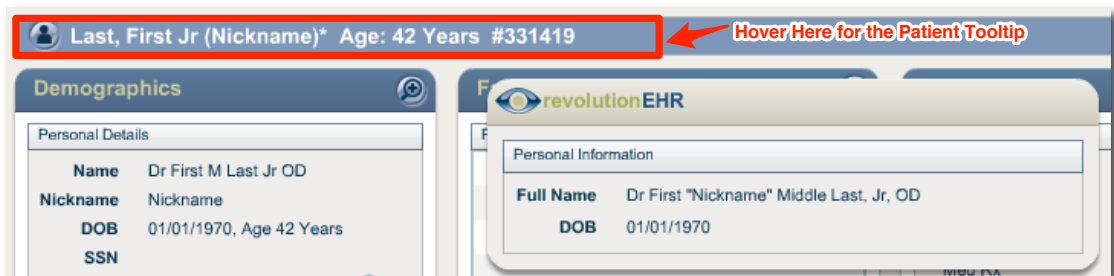 Last, First Jr (Nickname)* Age: 42 Years #331419
Hover Here for the Patient Tooltip
Demographics
Personal Details
Name Dr First M Last Jr OD
Nickname Nickname
DOB 01/01/1970, Age 42 Years
SSN
revolutionEHR
Personal Information
Full Name Dr First "Nickname" Middle Last, Jr, OD
DOB 01/01/1970
Med Rx